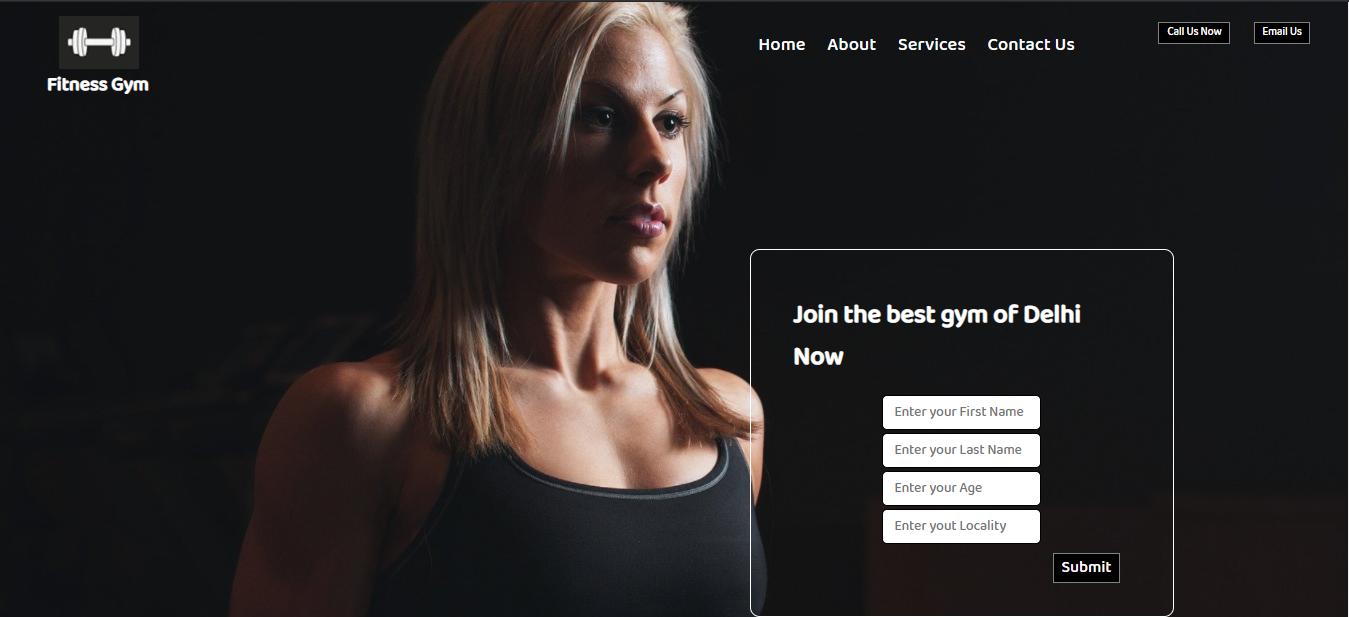 Fitness Gym
Home About Services Contact Us
Call Us Now Email Us
Join the best gym of Delhi
Now
Enter your First Name
Enter your Last Name
Enter your Age
Enter yout Locality
Submit